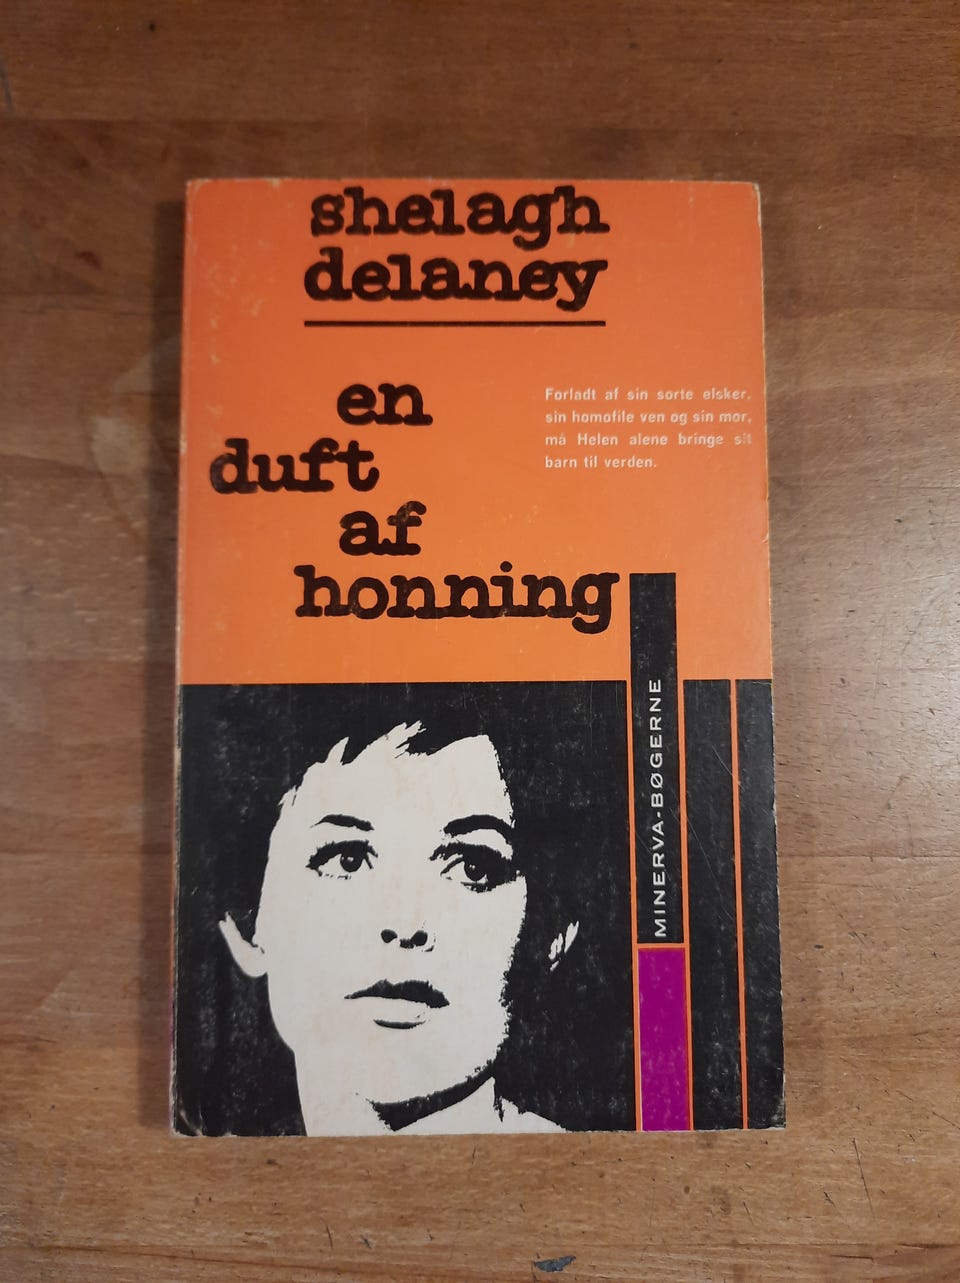 shelagh
delaney
en
duft
af
honning
Forladt af sin sorte elsker,
sin homofile ven og sin mor,
må Helen alene bringe sit
barn til verden.
MINERVA-BØGERNE